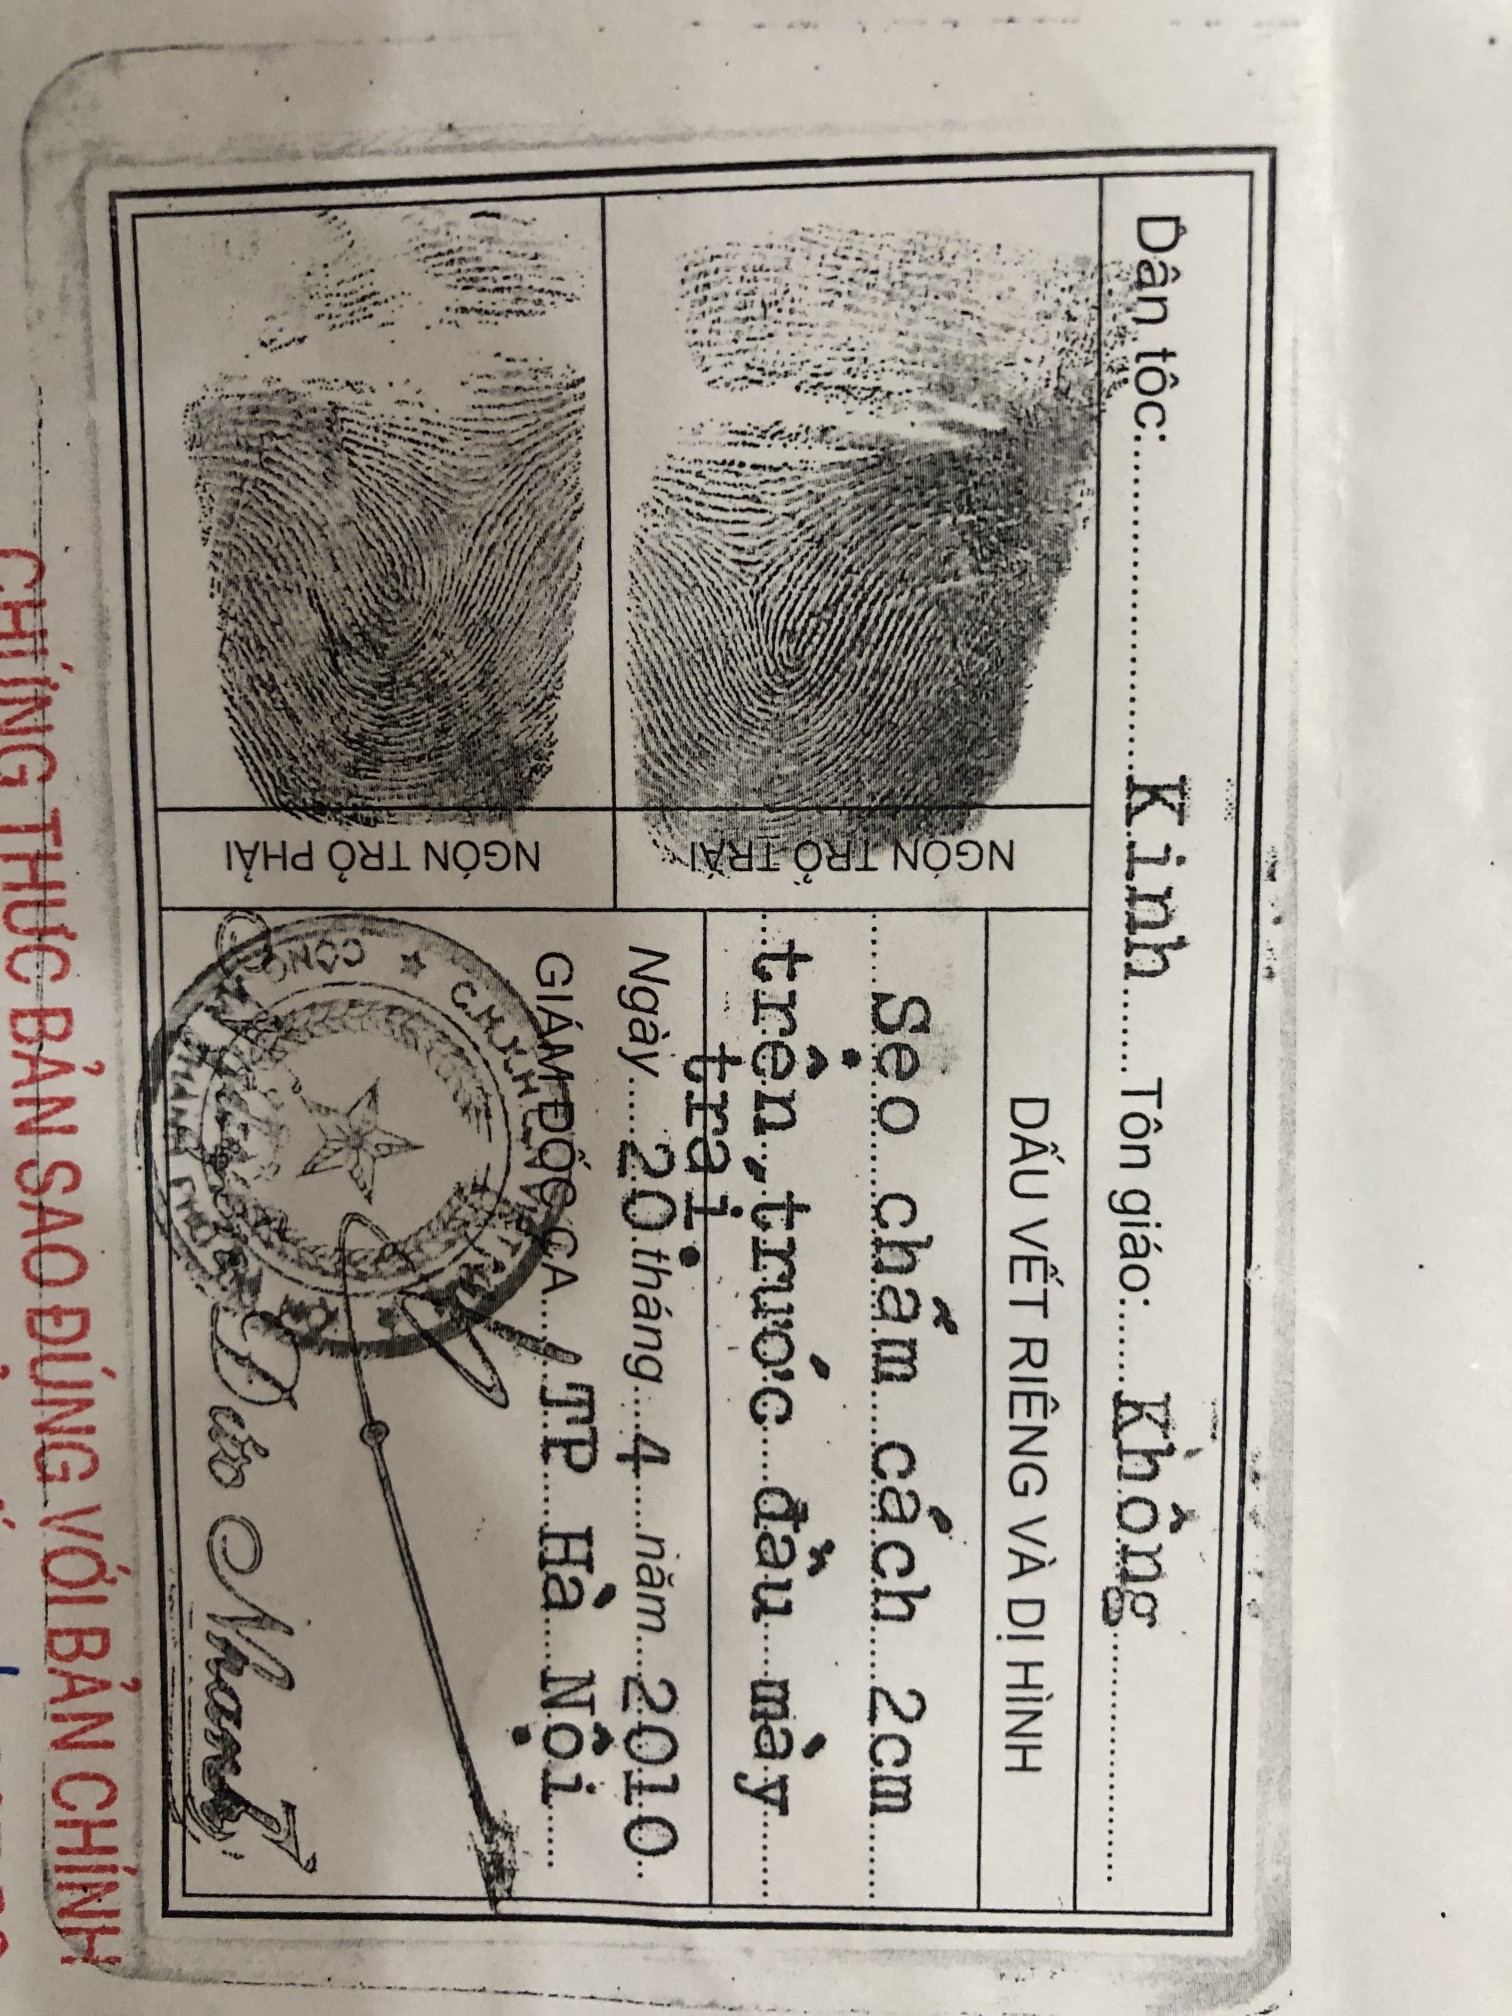 Dân tộc: Kinh Tôn giáo: Không
NGÓN TRỎ TRÁI
DẤU VẾT RIÊNG VÀ DỊ HÌNH
Sẹo chấm cách 2cm
trên, trước đầu mày
trái
NGÓN TRỎ PHẢI
Ngày 20 tháng 4 năm 2010
GIÁM ĐỐC CA TP Hà Nội
Đức Nhanh
CHỨNG THỰC BẢN SAO ĐÚNG VỚI BẢN CHÍNH